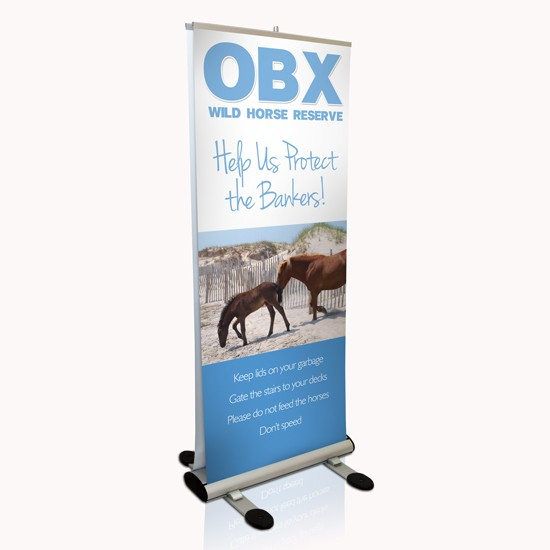 OBX
WILD HORSE RESERVE
Help Us Protect
the Bankers!
Keep lids on your garbage
Gate the stairs to your decks
Please do not feed the horses
Don't speed